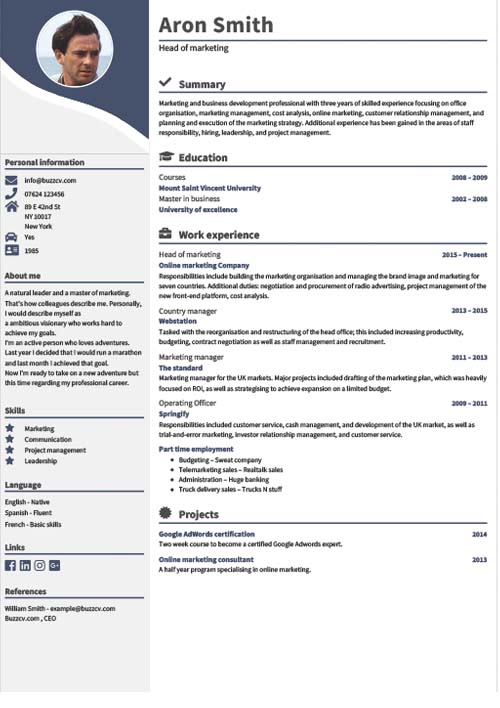 Aron Smith
Head of marketing
Summary
Marketing and business development professional with three years of skilled experience focusing on office
organisation, marketing management, cost analysis, online marketing, customer relationship management, and
planning and execution of the marketing strategy. Additional experience has been gained in the areas of staff
responsibility, hiring, leadership, and project management.
Education
Courses 2008 – 2009
Mount Saint Vincent University
Master in business 2002 – 2008
University of excellence
Work experience
Head of marketing 2015 – Present
Online marketing Company
Responsibilities include building the marketing organisation and managing the brand image and marketing for
seven countries. Additional duties: negotiation and procurement of radio advertising, project management of the
new front-end platform, cost analysis.
Country manager 2013 – 2015
Webstation
Tasked with the reorganisation and restructuring of the head office; this included increasing productivity,
budgeting, contract negotiation as well as staff management and recruitment.
Marketing manager 2011 – 2013
The standard
Marketing manager for the UK markets. Major projects included drafting of the marketing plan, which was heavily
focused on ROI, as well as strategising to achieve expansion on a limited budget.
Operating Officer 2009 – 2011
Springify
Responsibilities included customer service, cash management, and development of the UK market, as well as
trial-and-error marketing, investor relationship management, and customer service.
Part time employment
• Budgeting – Sweat company
• Telemarketing sales – Realtalk sales
• Administration – Huge banking
• Truck delivery sales – Trucks N stuff
Projects
Google AdWords certification 2014
Two week course to become a certified Google Adwords expert.
Online marketing consultant 2013
A half year program specialising in online marketing.
Personal information
info@buzzcv.com
07624 123456
89 E 42nd St
NY 10017
New York
Yes
1985
About me
A natural leader and a master of marketing.
That's how colleagues describe me. Personally,
I would describe myself as
a ambitious visionary who works hard to
achieve my goals.
I'm an active person who loves adventures.
Last year I decided that I would run a marathon
and last month I achieved that goal.
Now I'm ready to take on a new adventure but
this time regarding my professional career.
Skills
Marketing
Communication
Project management
Leadership
Language
English - Native
Spanish - Fluent
French - Basic skills
Links
References
William Smith - example@buzzcv.com
Buzzcv.com , CEO